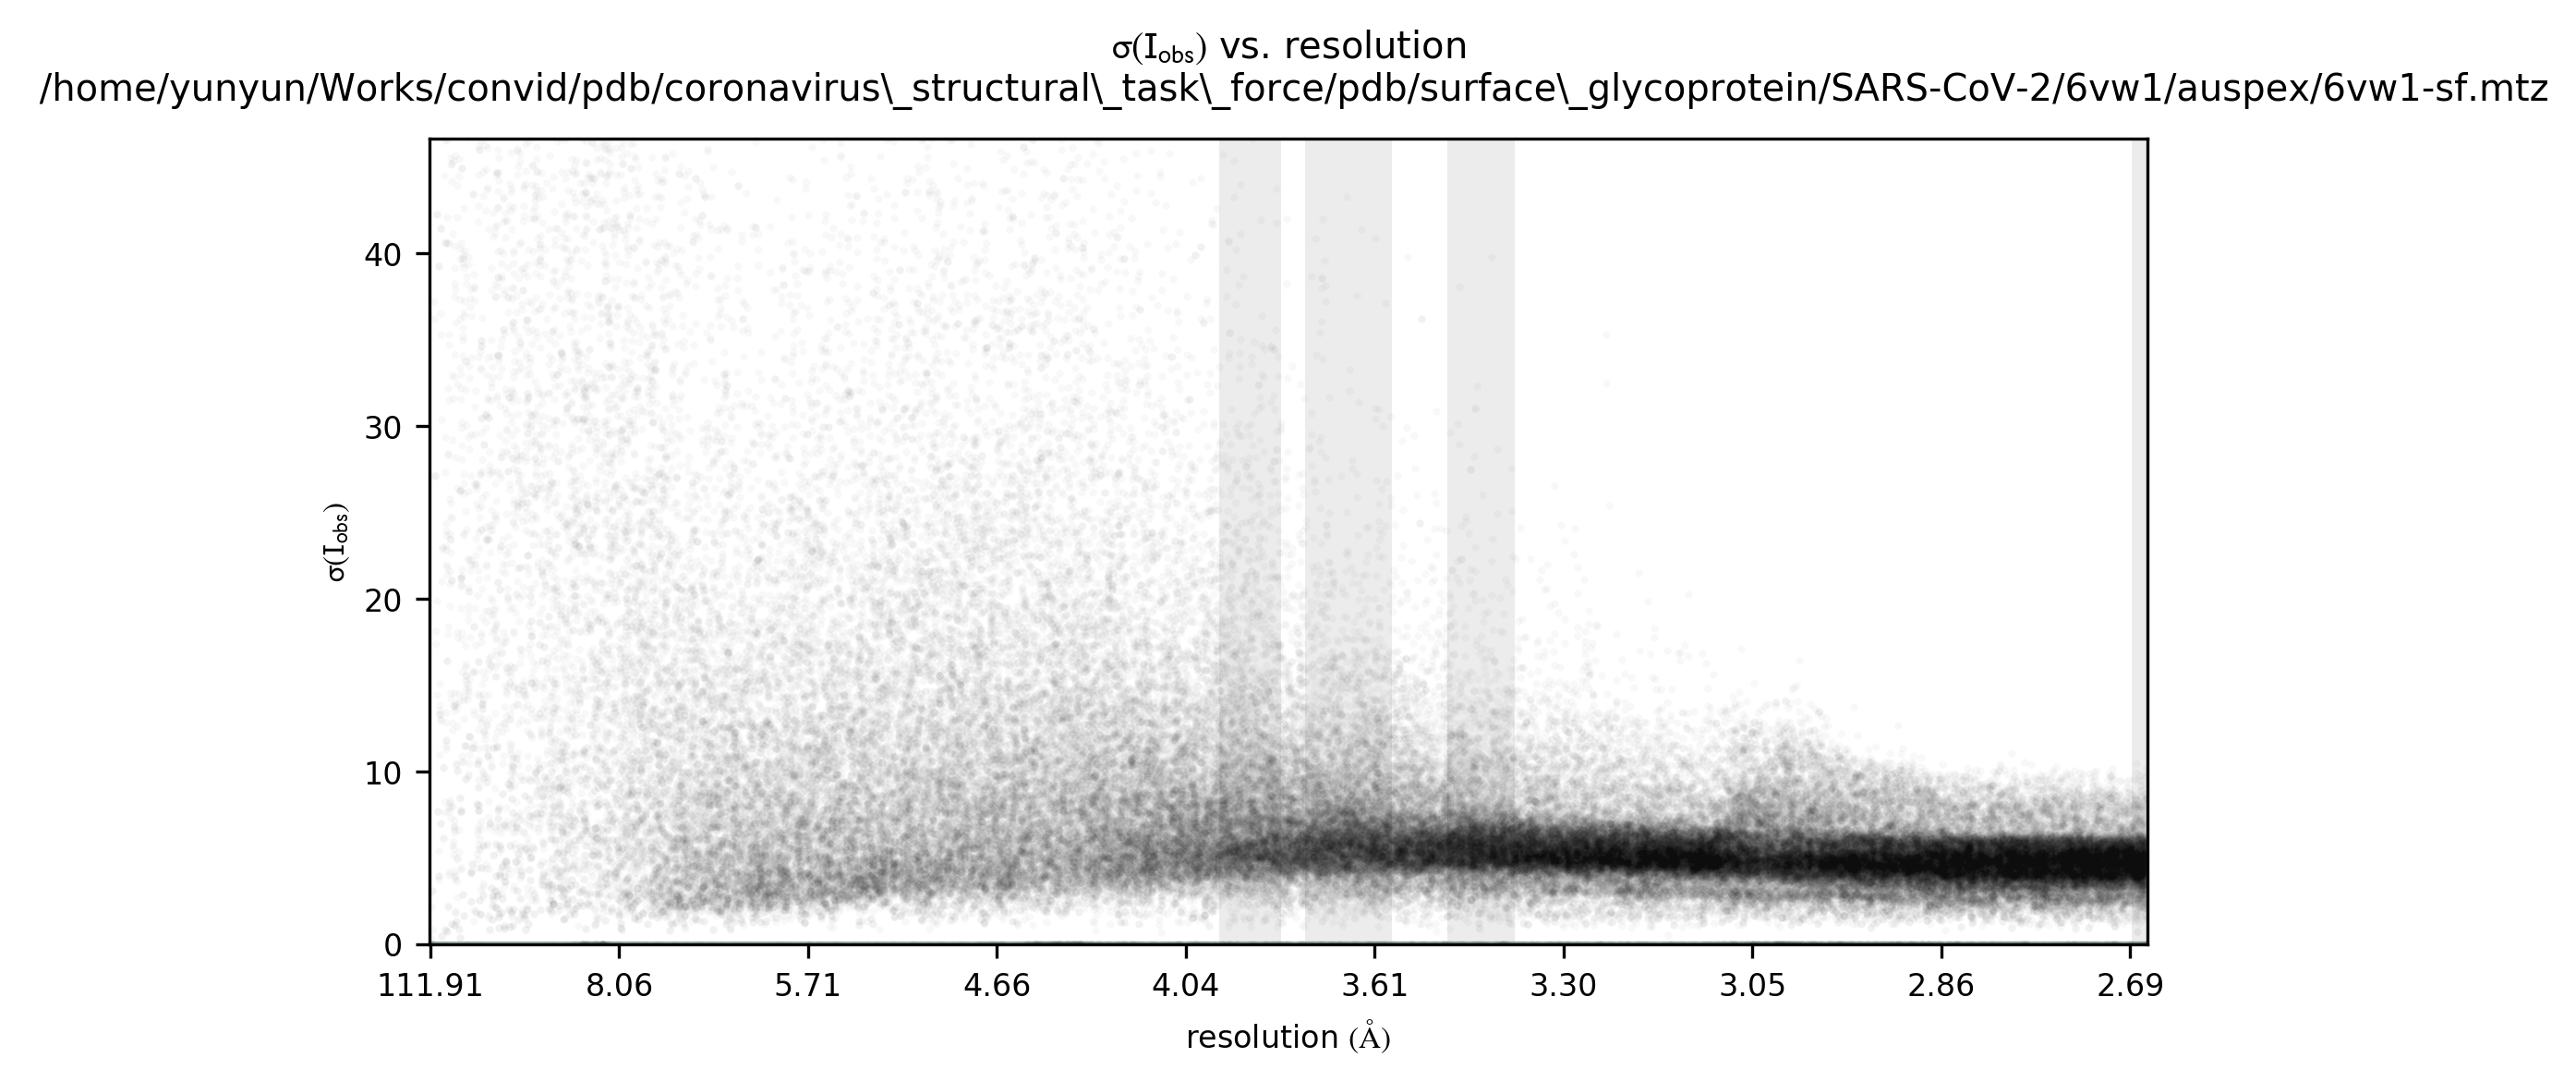 σ(I_obs) vs. resolution
/home/yunyun/Works/convid/pdb/coronavirus\_structural\_task\_force/pdb/surface\_glycoprotein/SARS-CoV-2/6vw1/auspex/6vw1-sf.mtz
40
30
20
10
0
σ(I_obs)
111.91 8.06 5.71 4.66 4.04 3.61 3.30 3.05 2.86 2.69
resolution (Å)